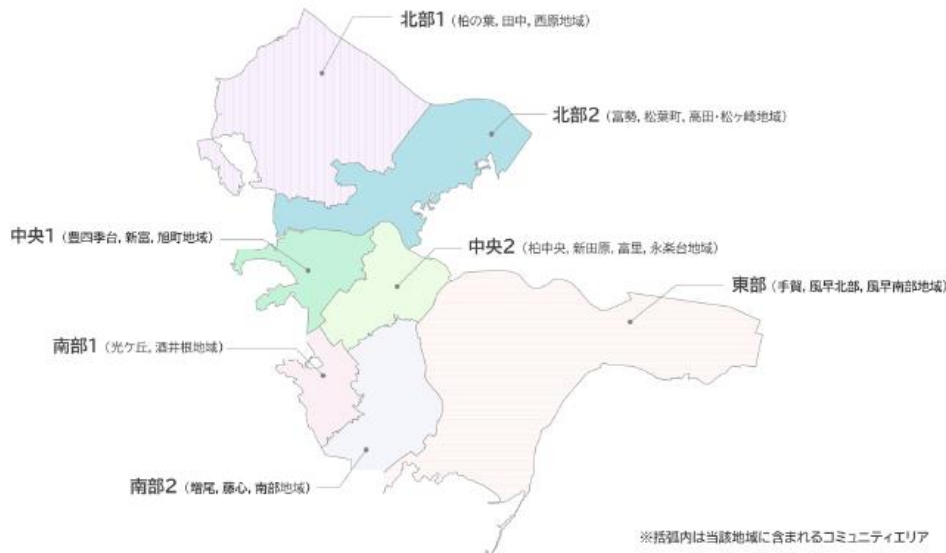 北部1 (柏の葉, 田中, 西原地域)
北部2 (富勢, 松葉町, 高田・松ヶ崎地域)
中央1 (豊四季台, 新富, 旭町地域)
中央2 (柏中央, 新田原, 富里, 永楽台地域)
東部 (手賀, 風早北部, 風早南部地域)
南部1 (光ケ丘, 酒井根地域)
南部2 (増尾, 藤心, 南部地域)
※括弧内は当該地域に含まれるコミュニティエリア